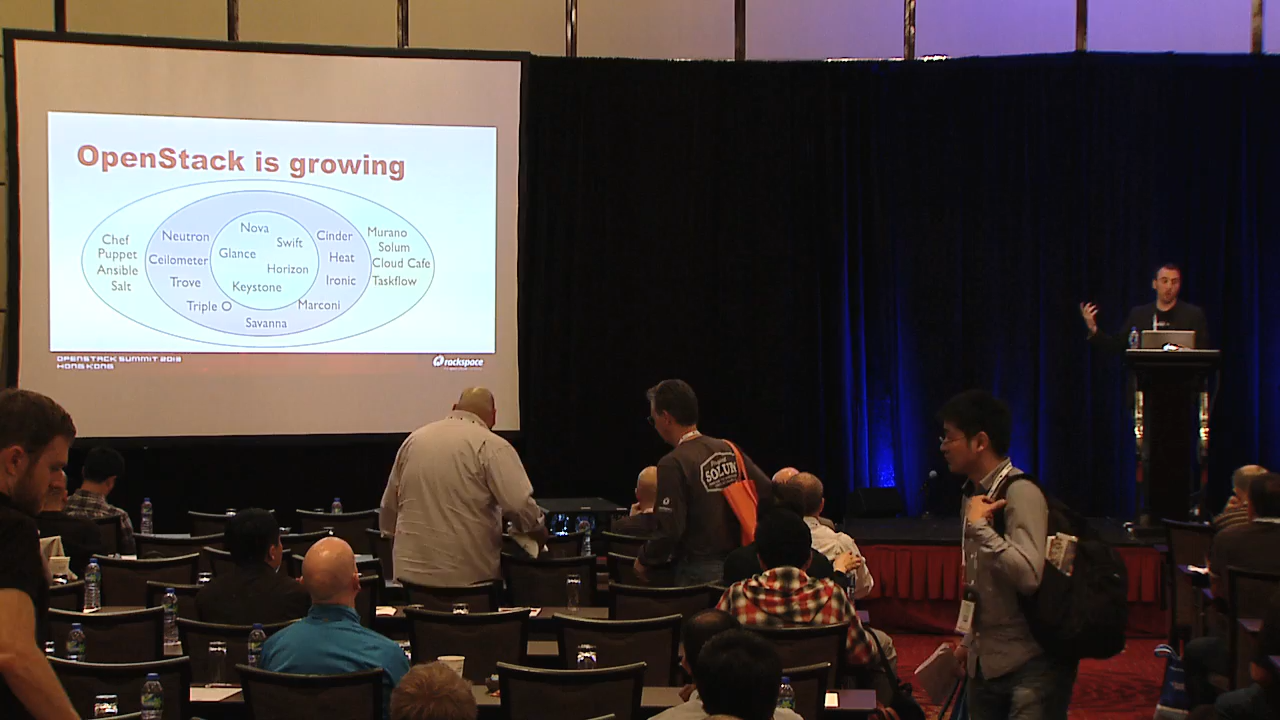 OpenStack is growing
Chef
Puppet
Ansible
Salt
Neutron
Ceilometer
Trove
Triple O
Savanna
Nova
Swift
Glance
Horizon
Keystone
Cinder
Heat
Ironic
Marconi
Murano
Solum
Cloud Cafe
Taskflow
OPENSTACK SUMMIT 2013
HONG KONG
rackspace
Project
SOLUM